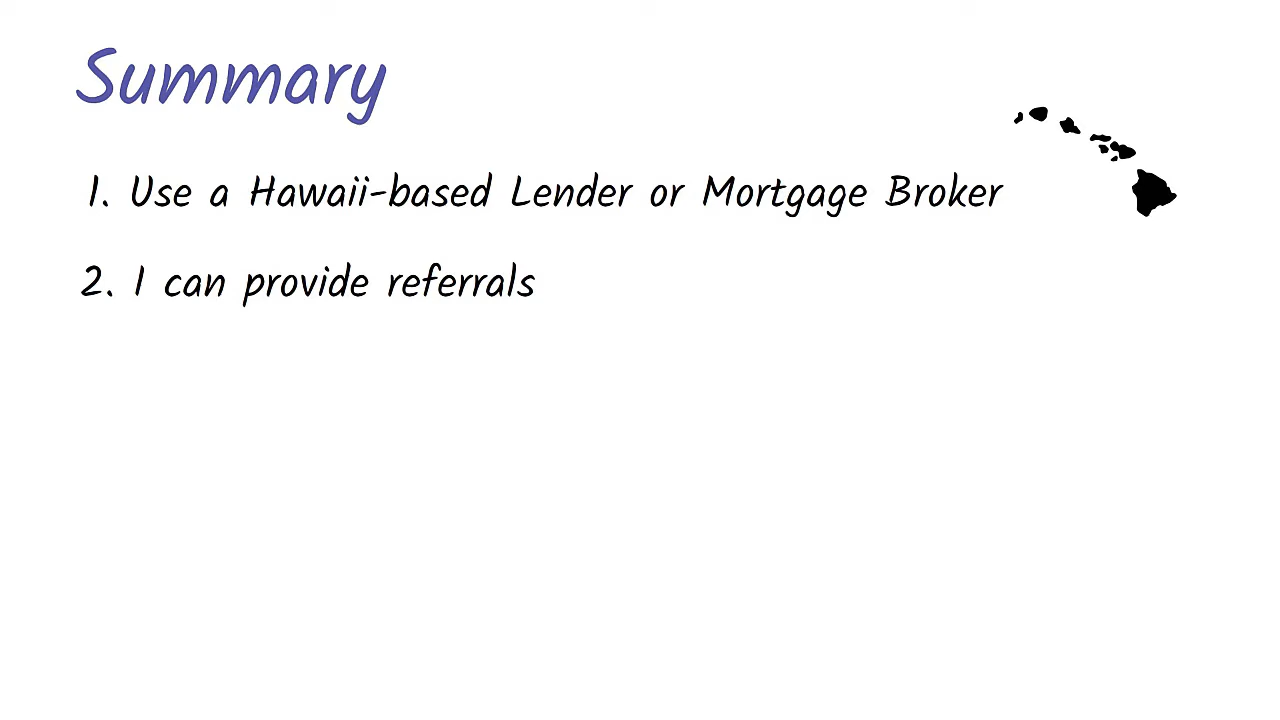 Summary
1. Use a Hawaii-based Lender or Mortgage Broker
2. I can provide referrals